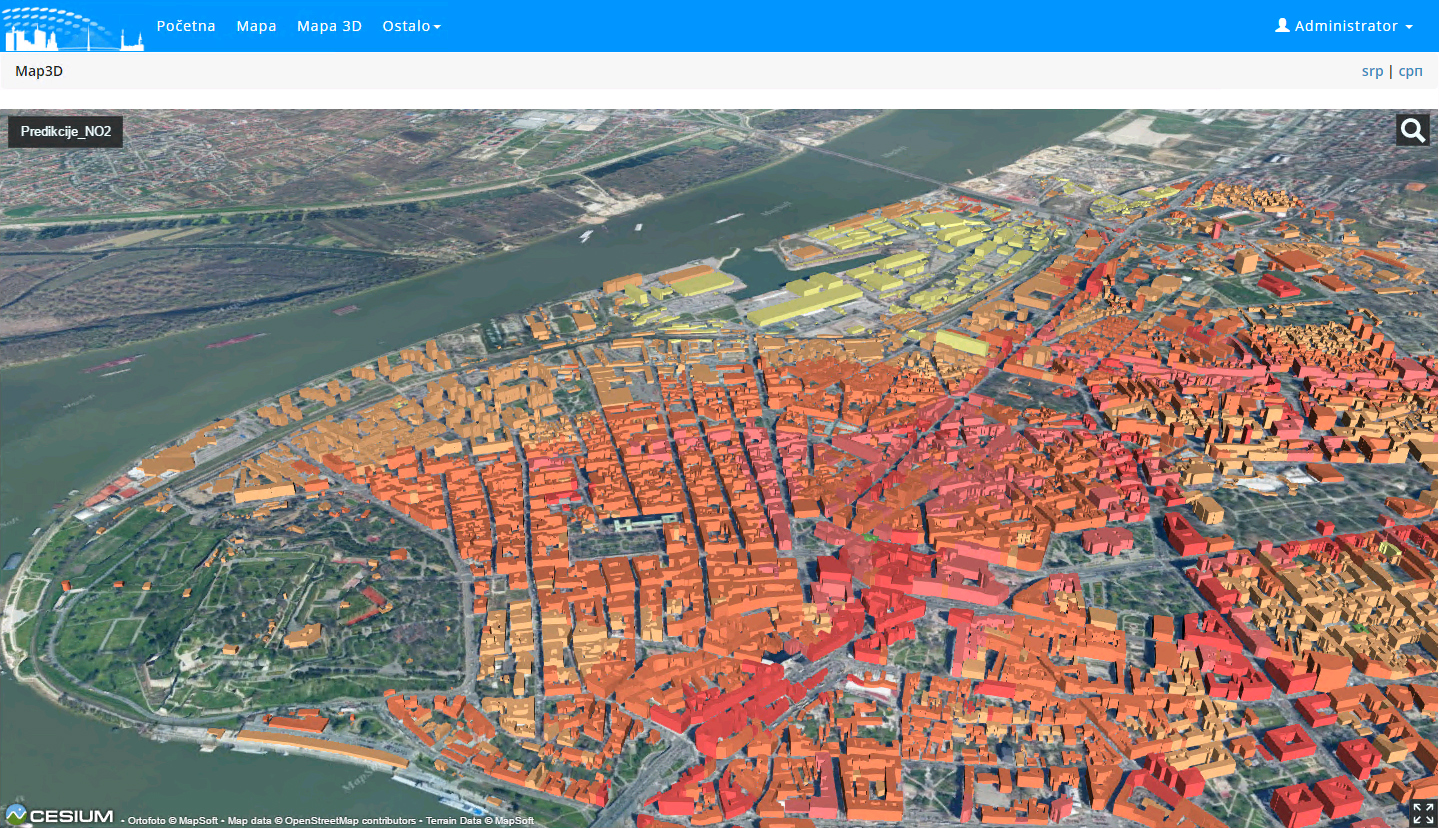 Početna Mapa Mapa 3D Ostalo Administrator
Map3D srp | срп
Predikcije_NO2
MapSoft
CESIUM - Ortofoto © MapSoft - Map data © OpenStreetMap contributors - Terrain Data © MapSoft